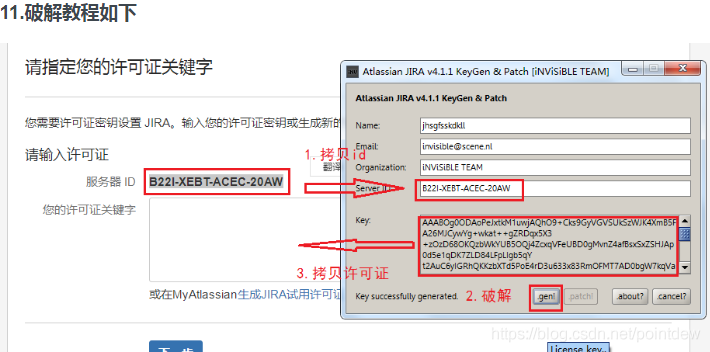 11.破解教程如下
请指定您的许可证关键字
您需要许可证密钥设置 JIRA。输入您的许可证密钥或生成新的
请输入许可证
翻译
服务器 ID
B22I-XEBT-ACEC-20AW
您的许可证关键字
或在MyAtlassian生成JIRA试用许可证
下一步
1. 拷贝id
2. 破解
3. 拷贝许可证
Atlassian JIRA v4.1.1 KeyGen & Patch [iNViSiBLE TEAM]
Atlassian JIRA v4.1.1 KeyGen & Patch
Name:
jhsgfsskdkll
Email:
invisible@scene.nl
Organization:
iNViSiBLE TEAM
Server ID:
B22I-XEBT-ACEC-20AW
Key:
Key successfully generated.
.gen!
.patch!
.about?
.cancel?
https://blog.csdn.net/pointdew
License key..